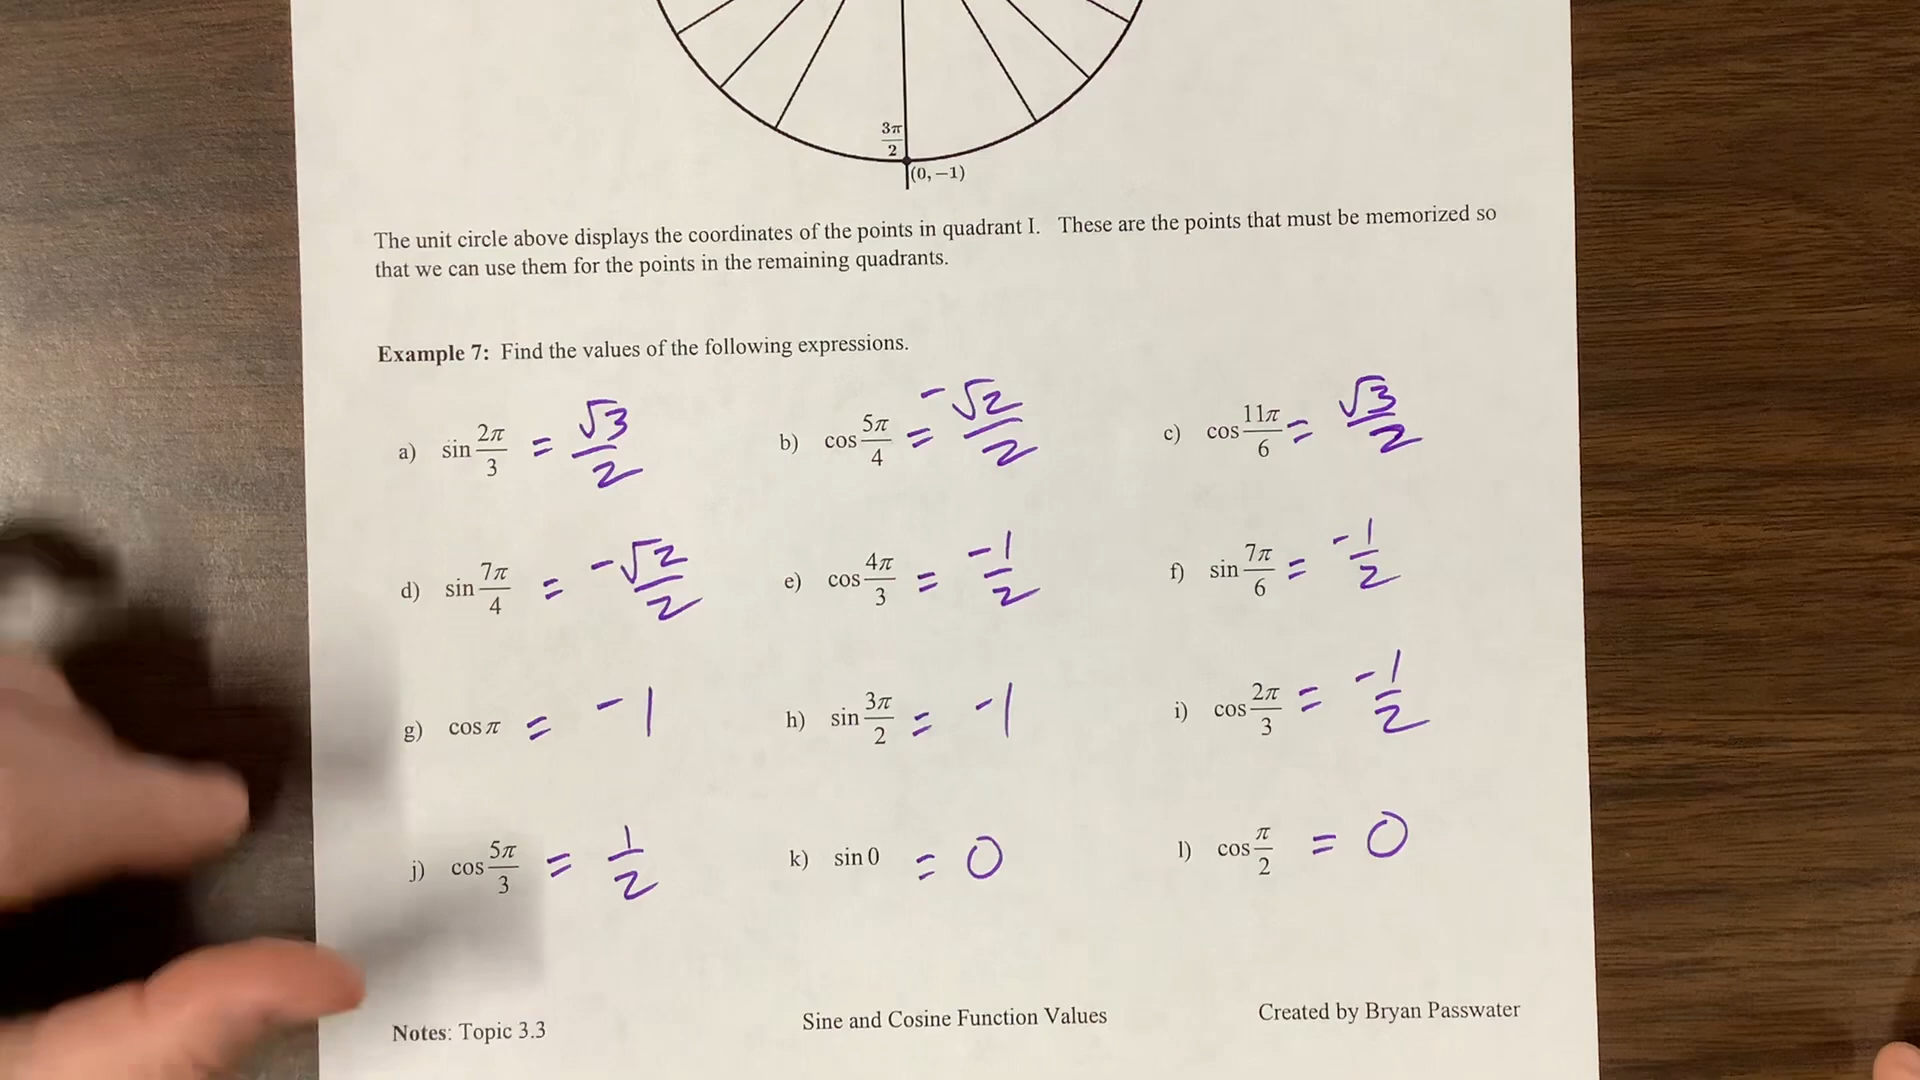 3π/2
(0, −1)
The unit circle above displays the coordinates of the points in quadrant I. These are the points that must be memorized so
that we can use them for the points in the remaining quadrants.
Example 7: Find the values of the following expressions.
a) sin 2π/3 = √3/2
b) cos 5π/4 = -√2/2
c) cos 11π/6 = √3/2
d) sin 7π/4 = -√2/2
e) cos 4π/3 = -1/2
f) sin 7π/6 = -1/2
g) cos π = -1
h) sin 3π/2 = -1
i) cos 2π/3 = -1/2
j) cos 5π/3 = 1/2
k) sin 0 = 0
l) cos π/2 = 0
Notes: Topic 3.3
Sine and Cosine Function Values
Created by Bryan Passwater